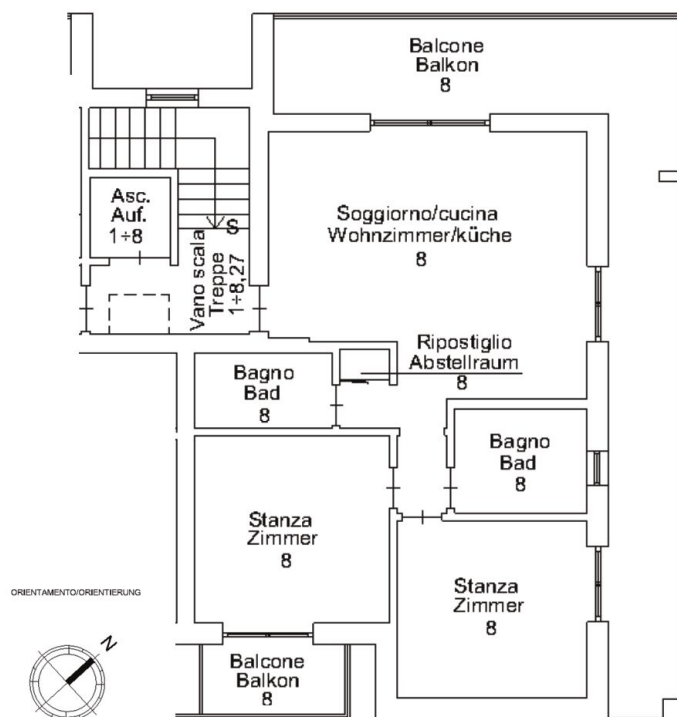 Balcone
Balkon
8
Asc.
Auf.
1÷8
S
Vano scala
Treppe
1÷8,27
Soggiorno/cucina
Wohnzimmer/küche
8
Ripostiglio
Abstellraum
8
Bagno
Bad
8
Bagno
Bad
8
Stanza
Zimmer
8
Stanza
Zimmer
8
ORIENTAMENTO/ORIENTIERUNG
N
Balcone
Balkon
8